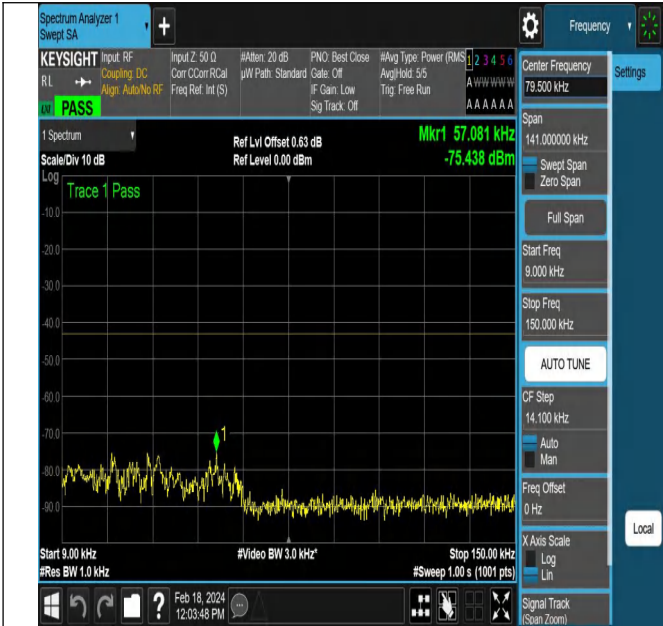 Spectrum Analyzer 1
Swept SA
+
Frequency
KEYSIGHT
RL
PASS
Input: RF
Coupling: DC
Align: Auto/No RF
Input Z: 50 Ω
Corr CCorr RCal
Freq Ref: Int (S)
#Atten: 20 dB
µW Path: Standard
PNO: Best Close
Gate: Off
IF Gain: Low
Sig Track: Off
#Avg Type: Power (RMS
Avg|Hold: 5/5
Trig: Free Run
1 2 3 4 5 6
A W W W W W
A A A A A A
1 Spectrum
Scale/Div 10 dB
Log
Ref Lvl Offset 0.63 dB
Ref Level 0.00 dBm
Mkr1 57.081 kHz
-75.438 dBm
Trace 1 Pass
-10.0
-20.0
-30.0
-40.0
-50.0
-60.0
-70.0
-80.0
-90.0
1
Start 9.00 kHz
#Res BW 1.0 kHz
#Video BW 3.0 kHz*
Stop 150.00 kHz
#Sweep 1.00 s (1001 pts)
?
Feb 18, 2024
12:03:48 PM
Center Frequency
79.500 kHz
Span
141.000000 kHz
Swept Span
Zero Span
Full Span
Start Freq
9.000 kHz
Stop Freq
150.000 kHz
AUTO TUNE
CF Step
14.100 kHz
Auto
Man
Freq Offset
0 Hz
X Axis Scale
Log
Lin
Signal Track
(Span Zoom)
Settings
Local